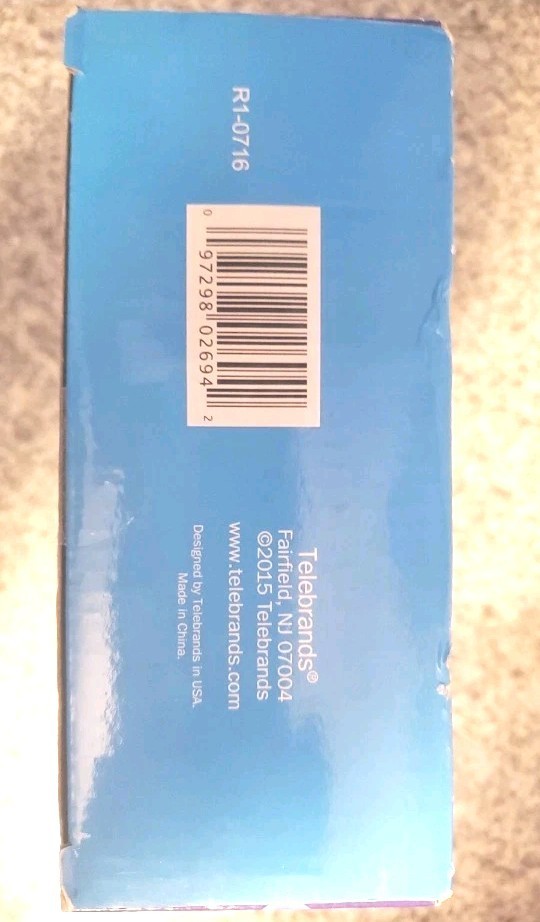 R1-0716
0 97298 02694 2
Telebrands®
Fairfield, NJ 07004
©2015 Telebrands
www.telebrands.com
Designed by Telebrands in USA.
Made in China.